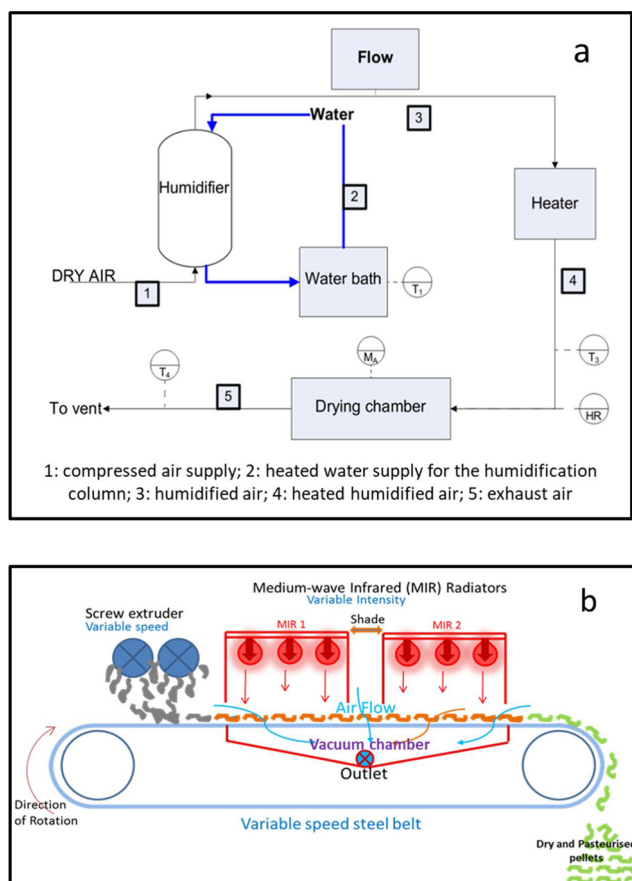 a
Flow
Water
3
Humidifier
2
Heater
DRY AIR
1
Water bath
T1
4
MA
T3
T4
5
To vent
Drying chamber
HR
1: compressed air supply; 2: heated water supply for the humidification
column; 3: humidified air; 4: heated humidified air; 5: exhaust air
b
Medium-wave Infrared (MIR) Radiators
Variable Intensity
Screw extruder
Variable speed
Shade
MIR 1
MIR 2
Air Flow
Vacuum chamber
Outlet
Direction
of Rotation
Variable speed steel belt
Dry and Pasteurised
pellets